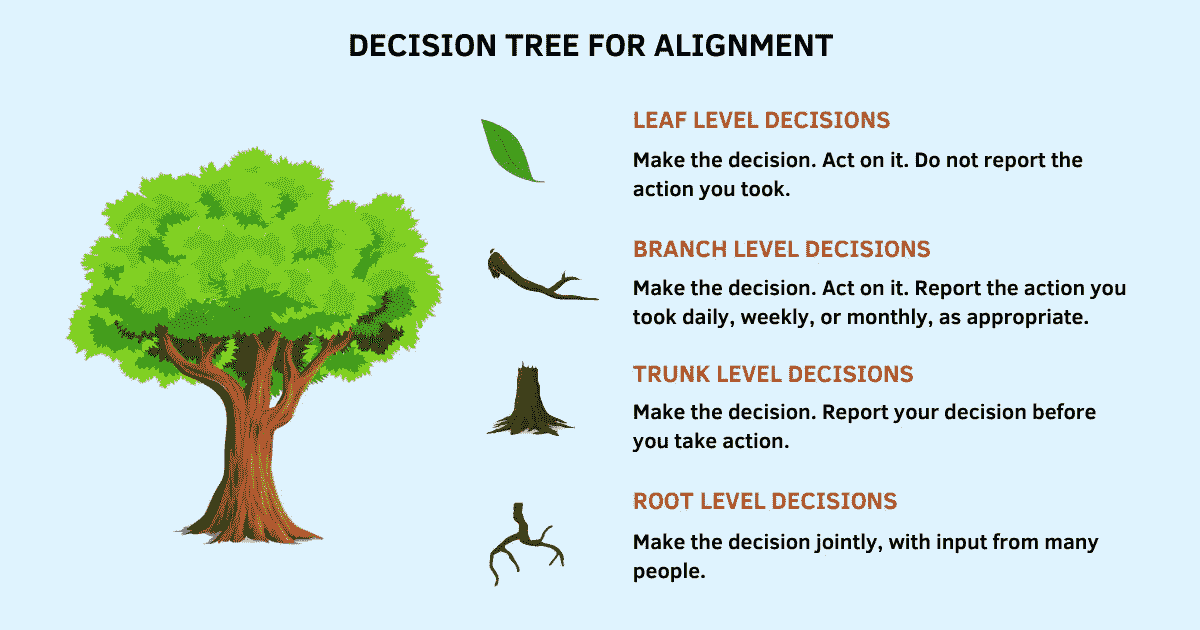 DECISION TREE FOR ALIGNMENT
LEAF LEVEL DECISIONS
Make the decision. Act on it. Do not report the
action you took.
BRANCH LEVEL DECISIONS
Make the decision. Act on it. Report the action you
took daily, weekly, or monthly, as appropriate.
TRUNK LEVEL DECISIONS
Make the decision. Report your decision before
you take action.
ROOT LEVEL DECISIONS
Make the decision jointly, with input from many
people.